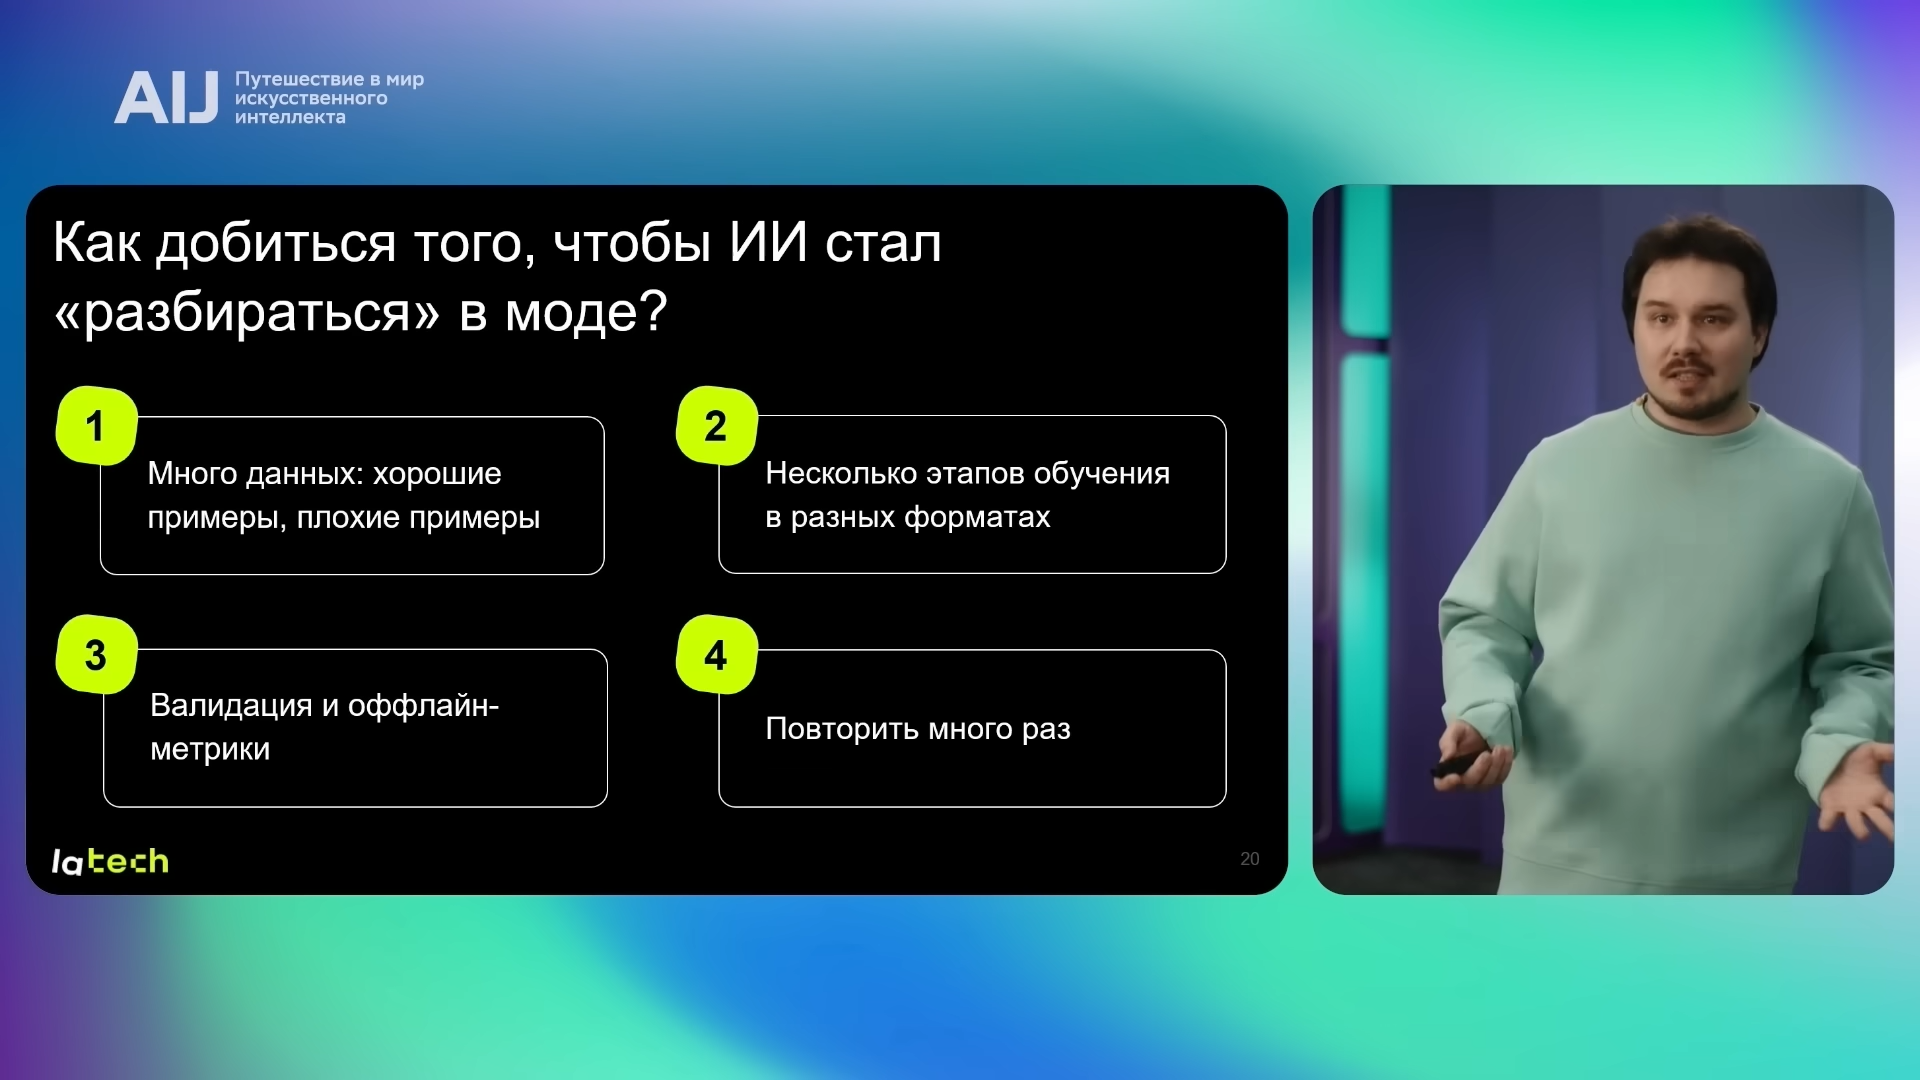 AIJ
Путешествие в мир
искусственного
интеллекта
Как добиться того, чтобы ИИ стал
«разбираться» в моде?
1
Много данных: хорошие
примеры, плохие примеры
2
Несколько этапов обучения
в разных форматах
3
Валидация и оффлайн-
метрики
4
Повторить много раз
latech
20